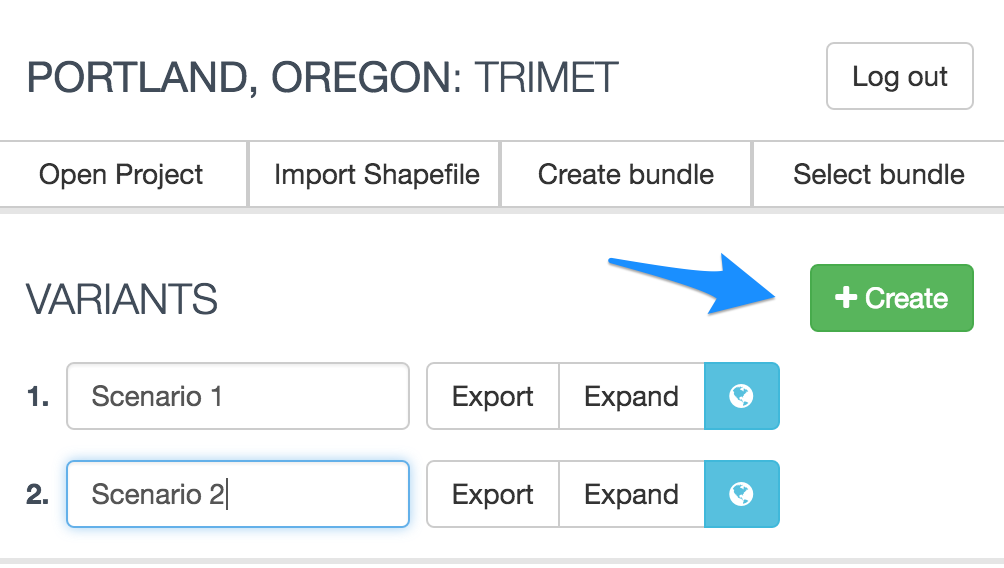 PORTLAND, OREGON: TRIMET
Log out
Open Project Import Shapefile Create bundle Select bundle
VARIANTS
+ Create
1. Scenario 1 Export Expand
2. Scenario 2 Export Expand